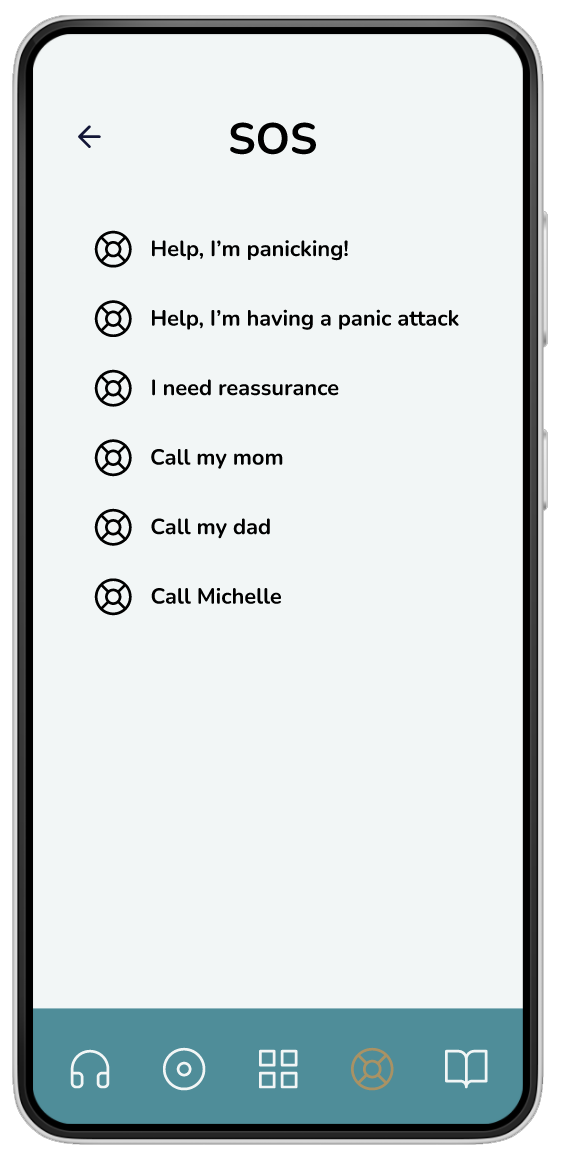 SOS
Help, I’m panicking!
Help, I’m having a panic attack
I need reassurance
Call my mom
Call my dad
Call Michelle